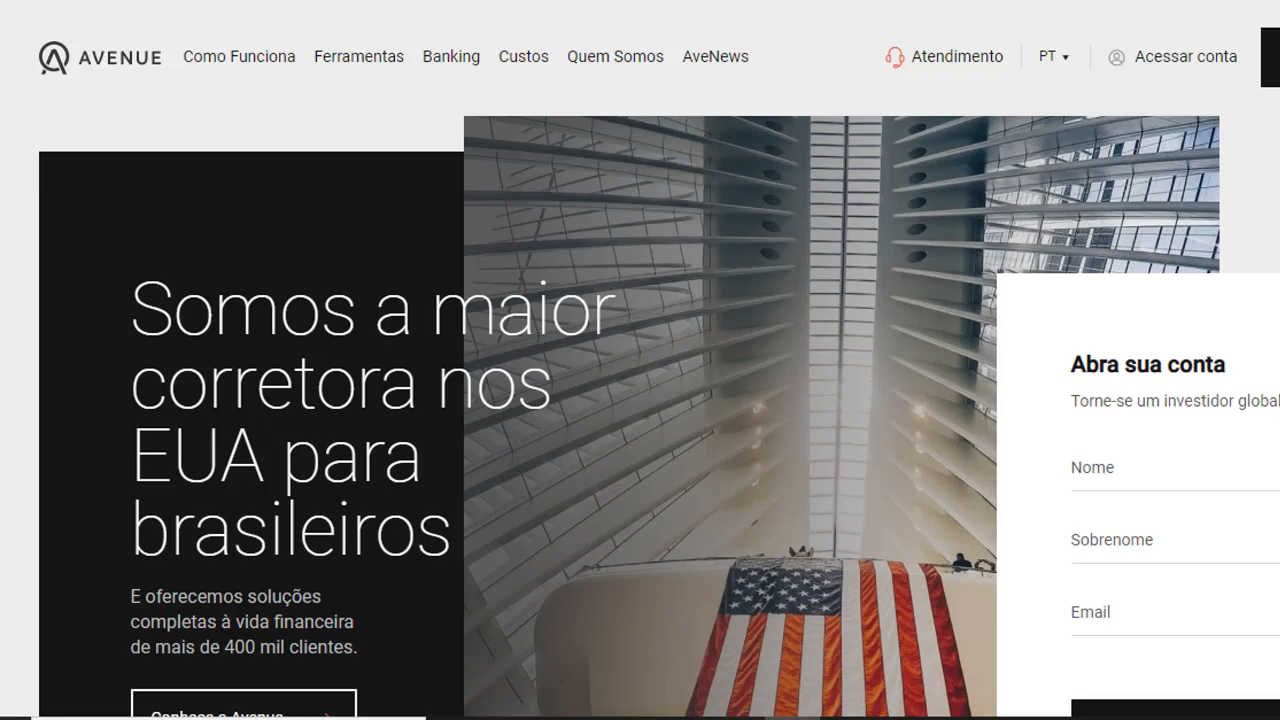 AVENUE
Como Funciona
Ferramentas
Banking
Custos
Quem Somos
AveNews
Atendimento
PT
Acessar conta
Somos a maior
corretora nos
EUA para
brasileiros
E oferecemos soluções
completas à vida financeira
de mais de 400 mil clientes.
Conheça a Avenue
Abra sua conta
Torne-se um investidor global
Nome
Sobrenome
Email